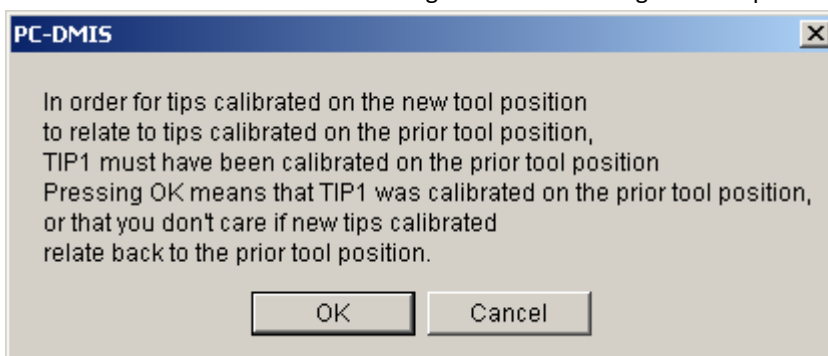 PC-DMIS
In order for tips calibrated on the new tool position
to relate to tips calibrated on the prior tool position,
TIP1 must have been calibrated on the prior tool position
Pressing OK means that TIP1 was calibrated on the prior tool position,
or that you don't care if new tips calibrated
relate back to the prior tool position.
OK
Cancel